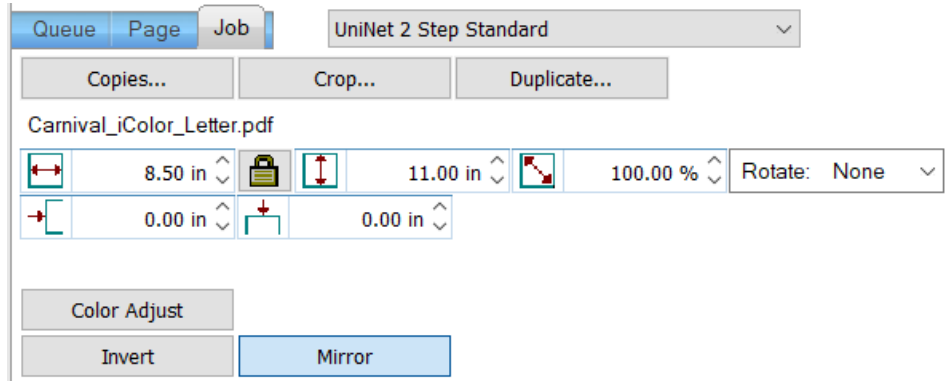 Queue Page Job UniNet 2 Step Standard
Copies... Crop... Duplicate...
Carnival_iColor_Letter.pdf
8.50 in 11.00 in 100.00 % Rotate: None
0.00 in 0.00 in
Color Adjust
Invert Mirror